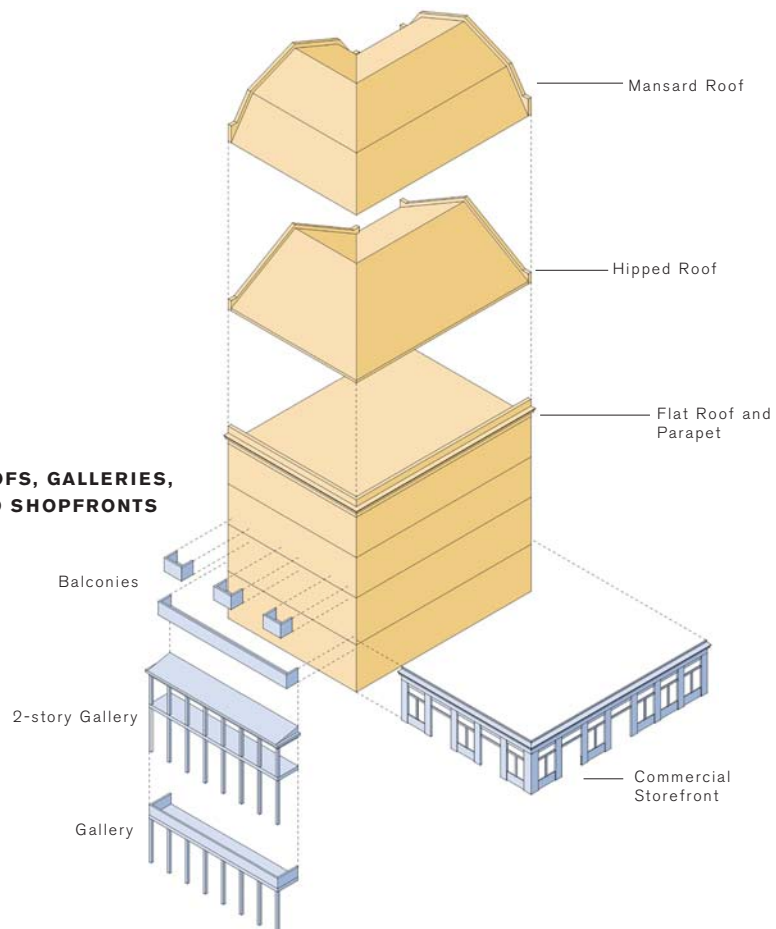 Mansard Roof
Hipped Roof
Flat Roof and
Parapet
OFS, GALLERIES,
SHOPFRONTS
Balconies
2-story Gallery
Commercial
Storefront
Gallery